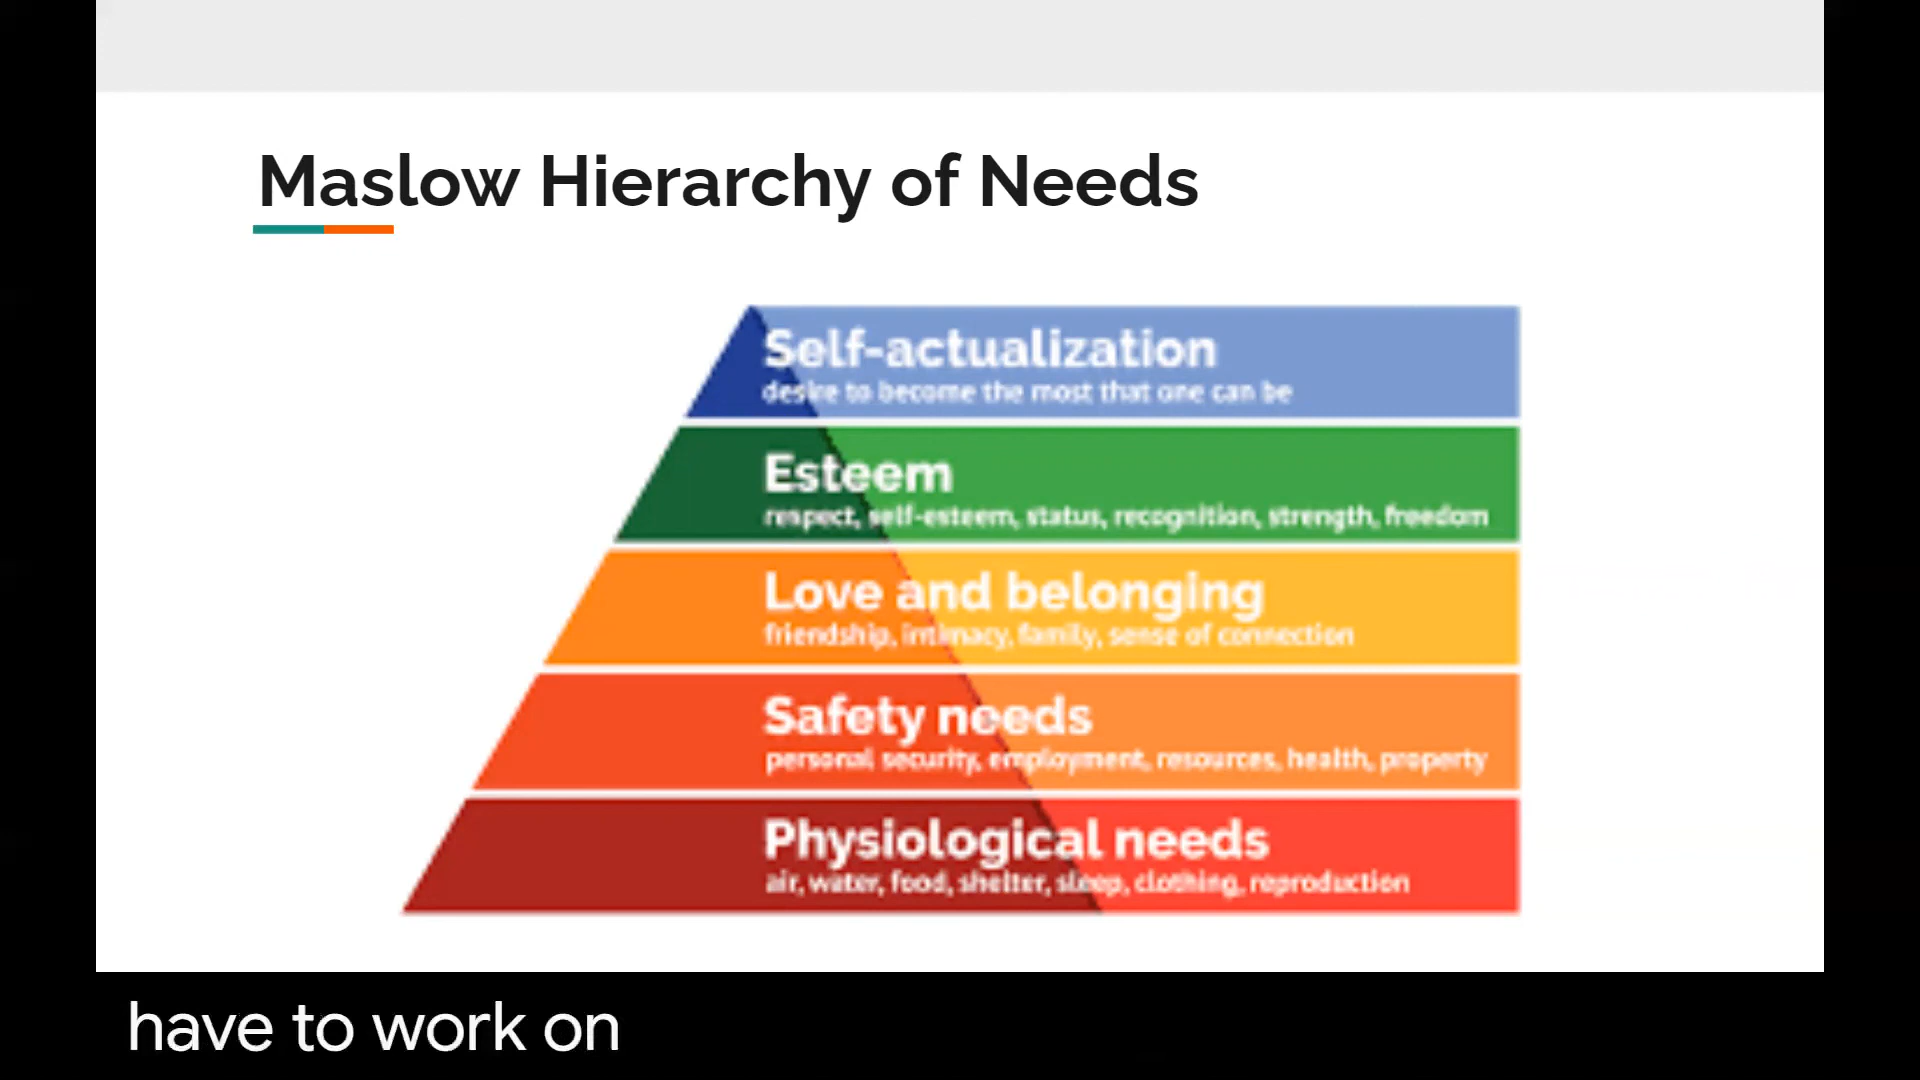 Maslow Hierarchy of Needs
Self-actualization
desire to become the most that one can be
Esteem
respect, self-esteem, status, recognition, strength, freedom
Love and belonging
friendship, intimacy, family, sense of connection
Safety needs
personal security, employment, resources, health, property
Physiological needs
air, water, food, shelter, sleep, clothing, reproduction
have to work on